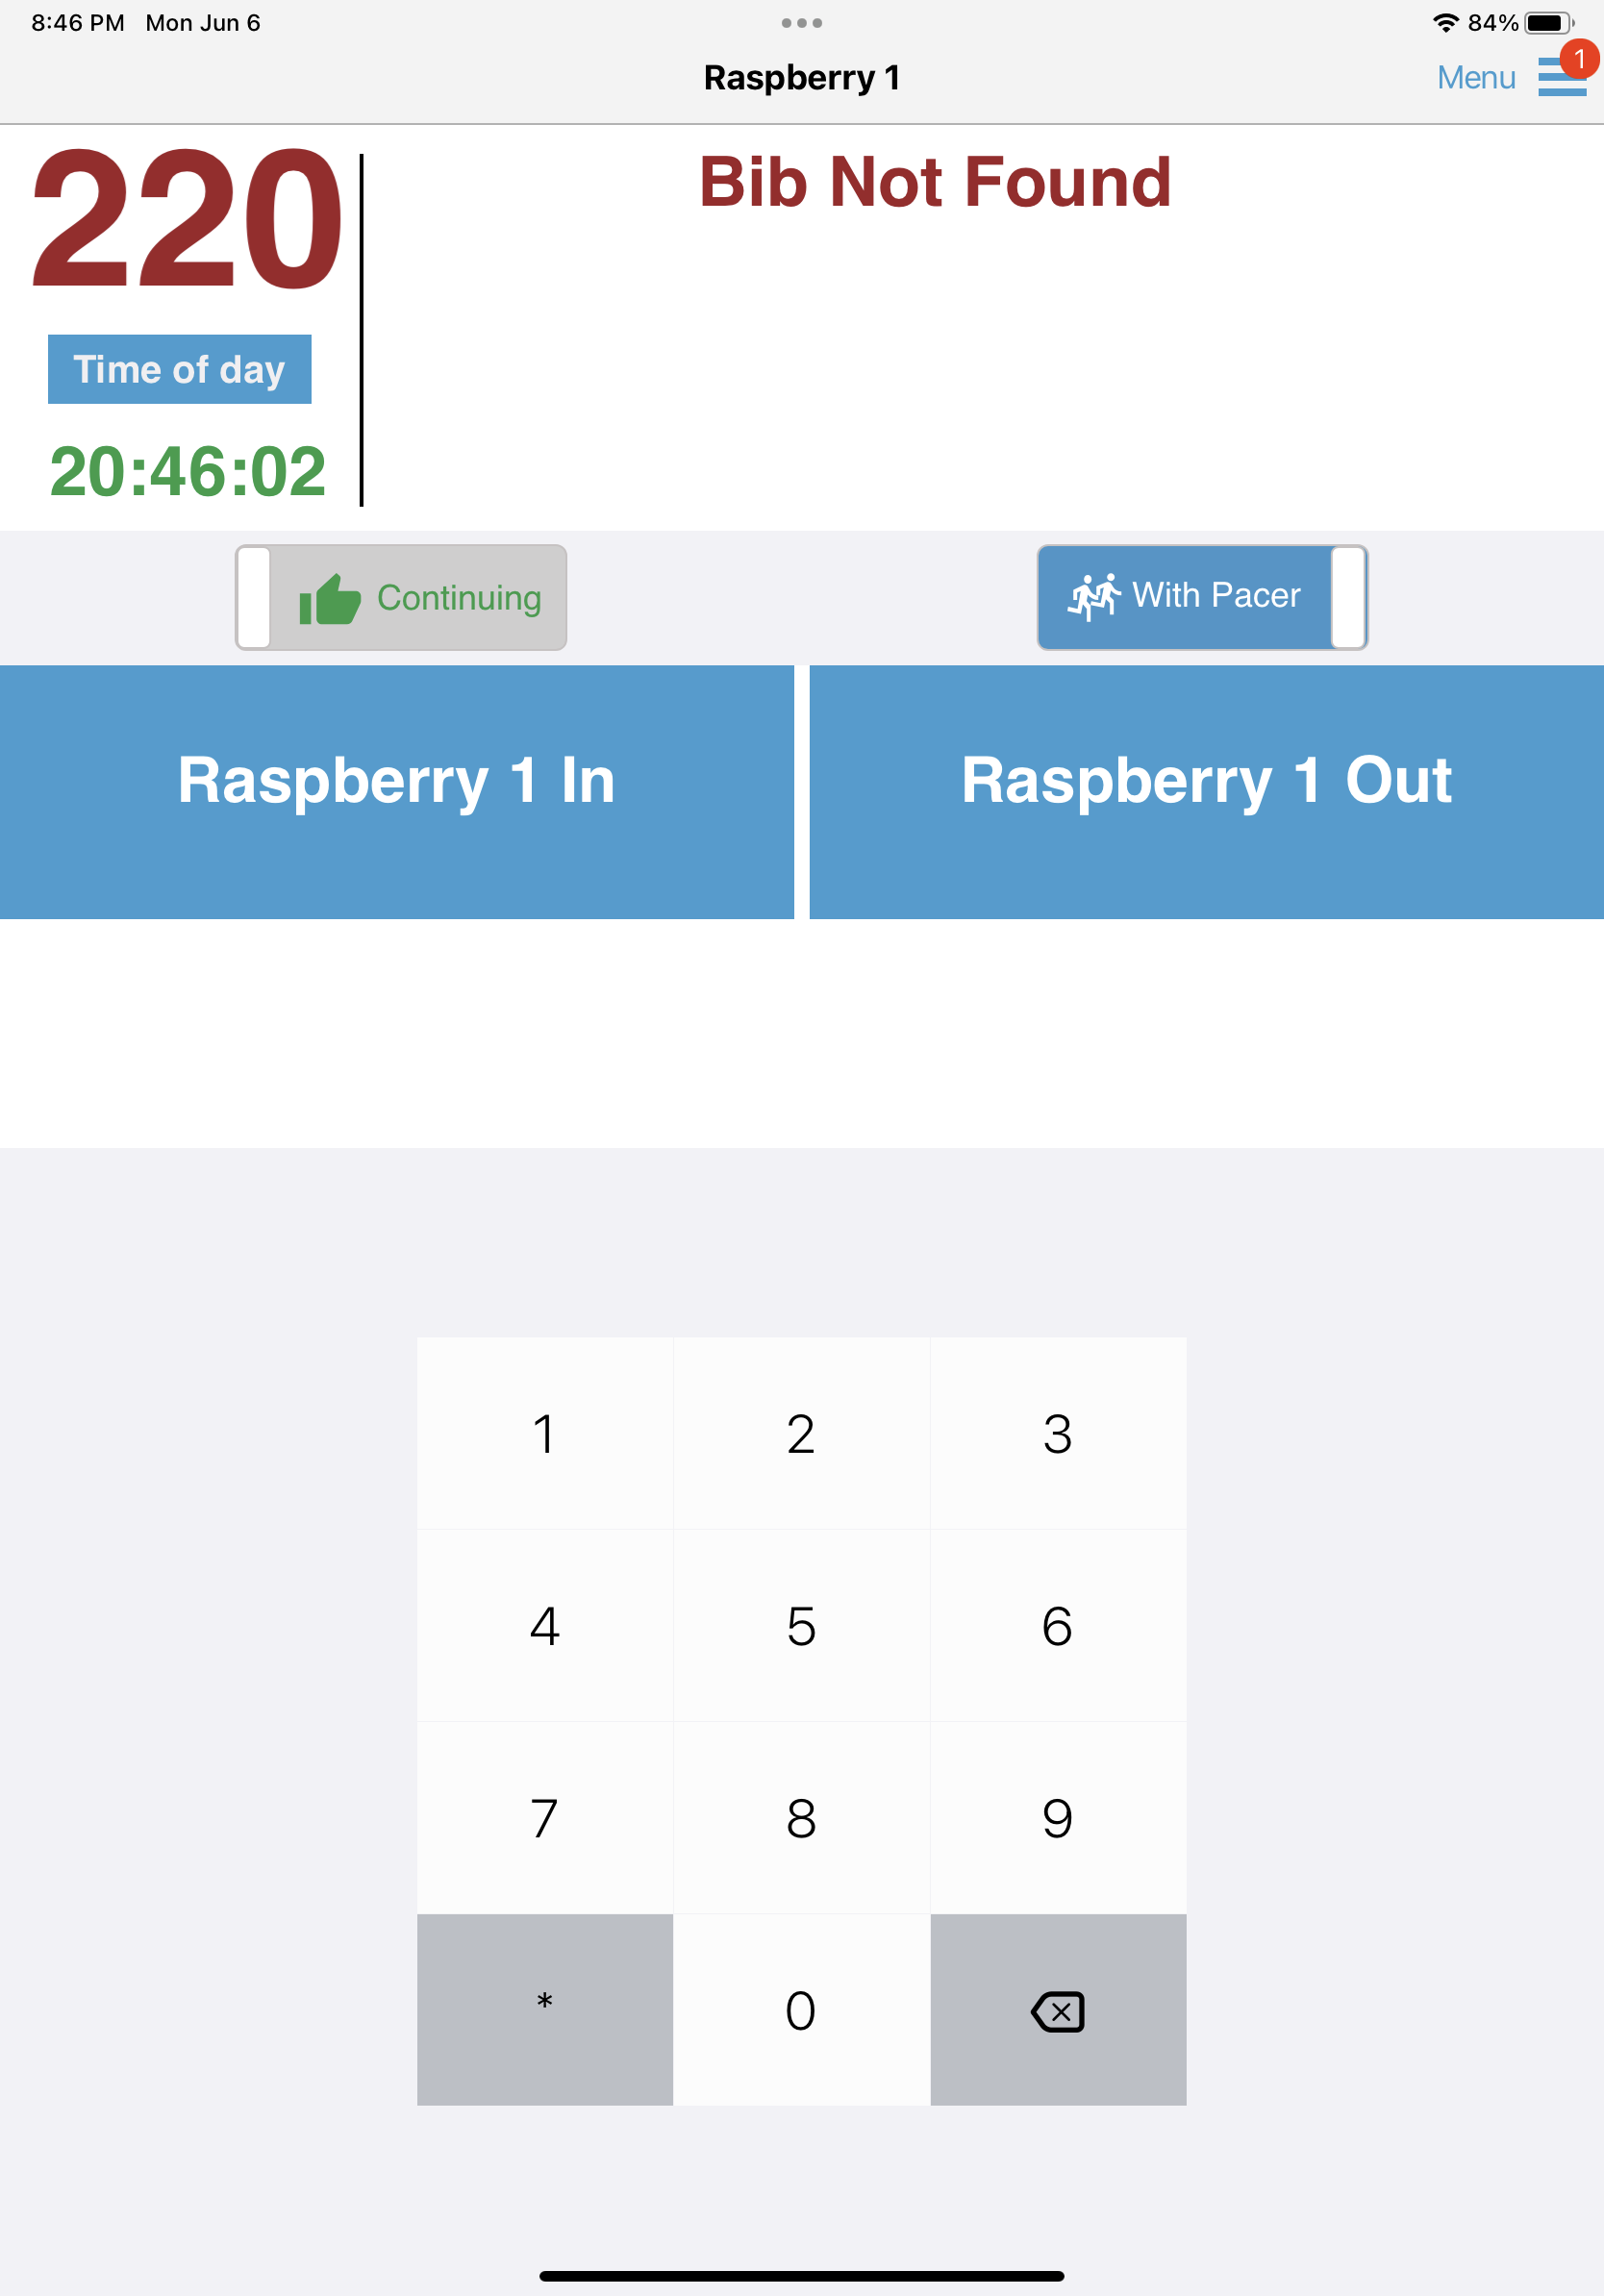 8:46 PM Mon Jun 6
84%
Raspberry 1
Menu
1
220
Bib Not Found
Time of day
20:46:02
Continuing
With Pacer
Raspberry 1 In
Raspberry 1 Out
1 2 3
4 5 6
7 8 9
* 0